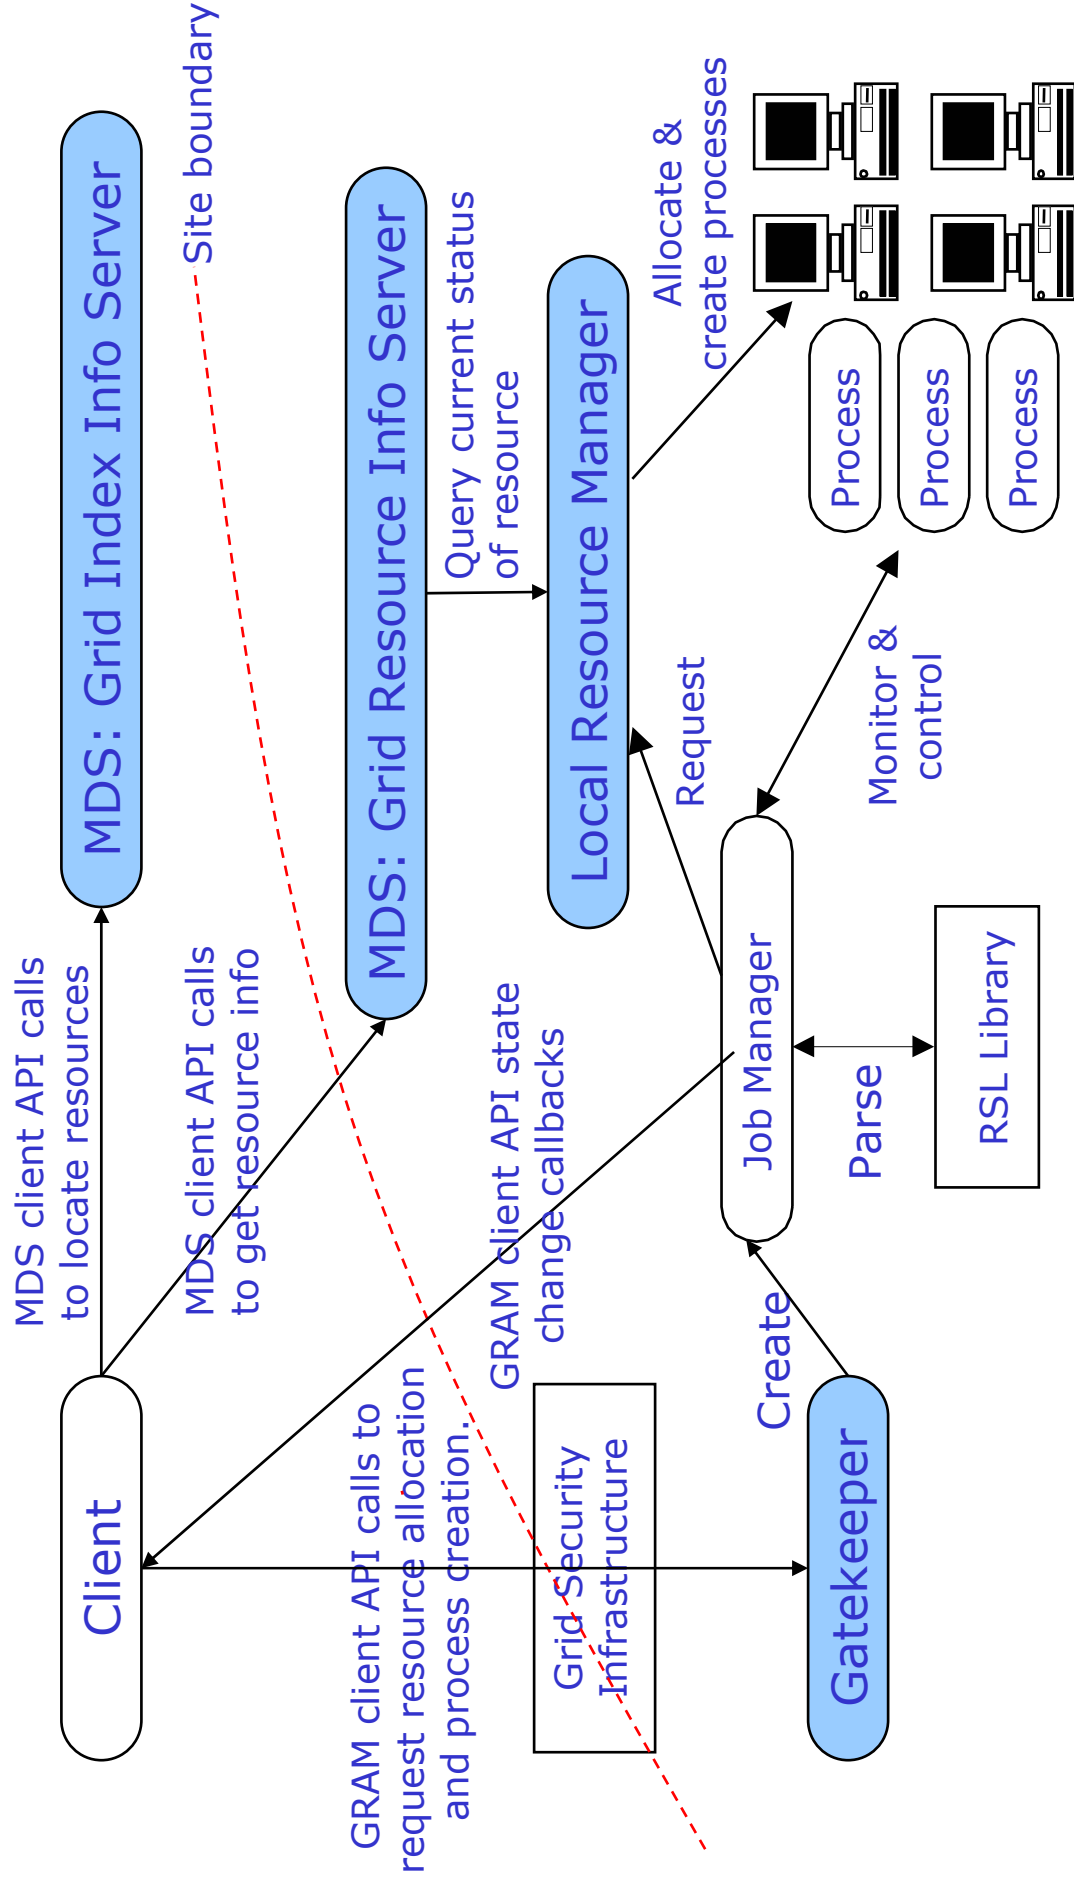 MDS client API calls
to locate resources
MDS: Grid Index Info Server
Client
Site boundary
MDS client API calls
to get resource info
MDS: Grid Resource Info Server
GRAM client API calls to
request resource allocation
and process creation.
Query current status
of resource
GRAM client API state
change callbacks
Grid Security
Infrastructure
Local Resource Manager
Allocate &
create processes
Request
Create
Job Manager
Gatekeeper
Parse
Monitor &
control
RSL Library
Process
Process
Process